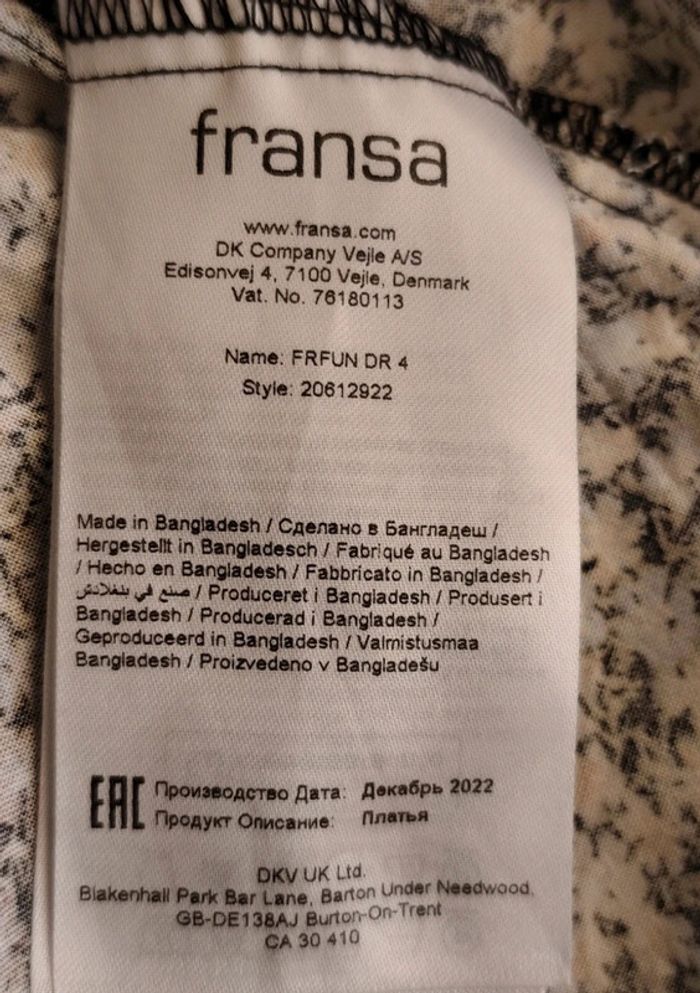 fransa
www.fransa.com
DK Company Vejle A/S
Edisonvej 4, 7100 Vejle, Denmark
Vat. No. 76180113
Name: FRFUN DR 4
Style: 20612922
Made in Bangladesh / Сделано в Бангладеш /
Hergestellt in Bangladesch / Fabriqué au Bangladesh
/ Hecho en Bangladesh / Fabbricato in Bangladesh /
صنع في بنغلادش / Produceret i Bangladesh / Produsert i
Bangladesh / Producerad i Bangladesh /
Geproduceerd in Bangladesh / Valmistusmaa
Bangladesh / Proizvedeno v Bangladešu
EAC Производство Дата: Декабрь 2022
Продукт Описание: Платья
DKV UK Ltd.
Blakenhall Park Bar Lane, Barton Under Needwood,
GB-DE138AJ Burton-On-Trent
CA 30 410